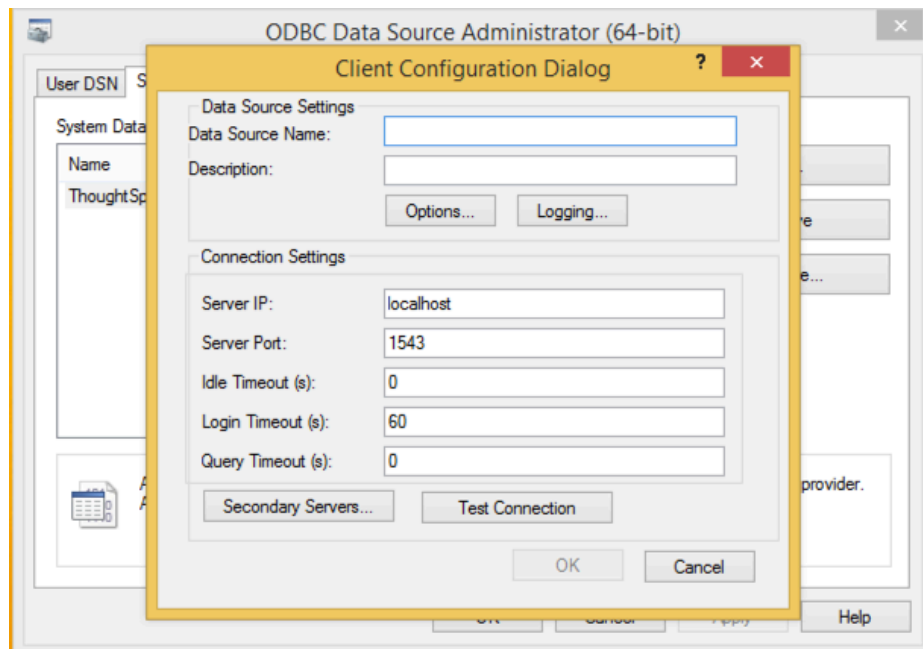 ODBC Data Source Administrator (64-bit)
Client Configuration Dialog
?
User DSN
S
System Data
Name
ThoughtSp
Data Source Settings
Data Source Name:
Description:
Options... Logging...
Connection Settings
Server IP: localhost
Server Port: 1543
Idle Timeout (s): 0
Login Timeout (s): 60
Query Timeout (s): 0
Secondary Servers... Test Connection
OK Cancel
e...
provider.
Help